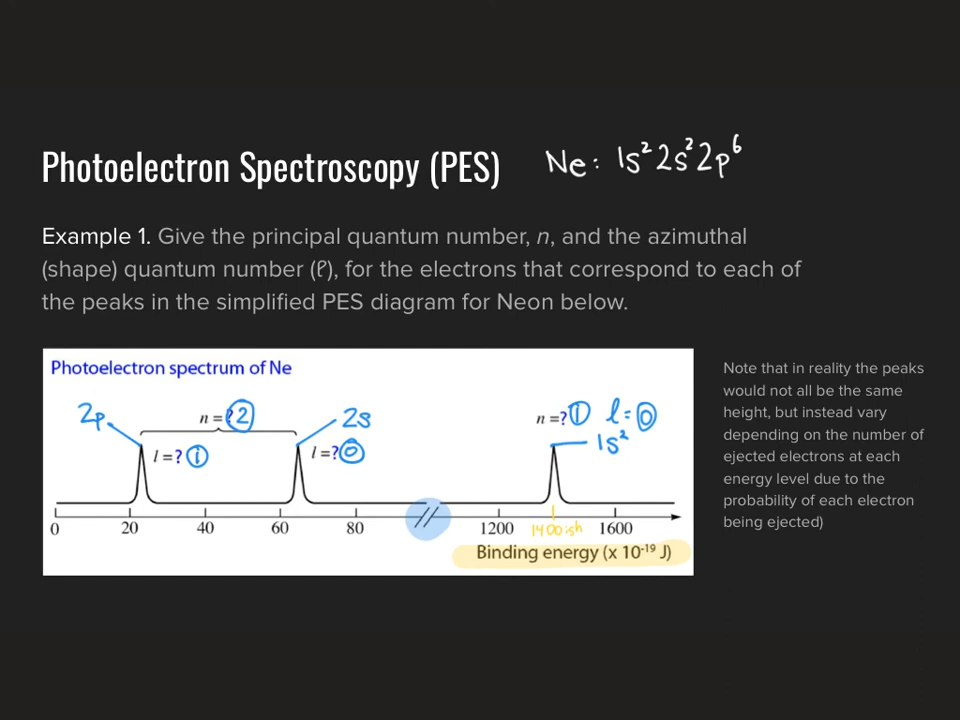 Photoelectron Spectroscopy (PES) Ne: 1s² 2s² 2p⁶
Example 1. Give the principal quantum number, n, and the azimuthal
(shape) quantum number (ℓ), for the electrons that correspond to each of
the peaks in the simplified PES diagram for Neon below.
Photoelectron spectrum of Ne
2p n =? 2 2s n =? 1 l = 0
l =? 1 l =? 0 1s²
0 20 40 60 80 // 1200 1400ish 1600
Binding energy (x 10⁻¹⁹ J)
Note that in reality the peaks
would not all be the same
height, but instead vary
depending on the number of
ejected electrons at each
energy level due to the
probability of each electron
being ejected)